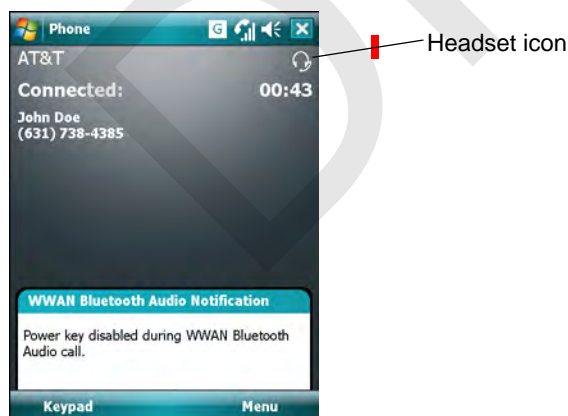 Phone
G
AT&T
Headset icon
Connected: 00:43
John Doe
(631) 738-4385
WWAN Bluetooth Audio Notification
Power key disabled during WWAN Bluetooth
Audio call.
Keypad Menu